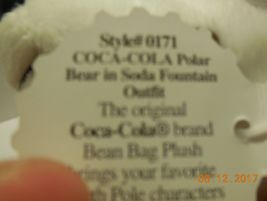 Style# 0171
COCA-COLA Polar
Bear in Soda Fountain
Outfit
The original
Coca-Cola® brand
Bean Bag Plush
brings your favorite
Pole characters
12.2017